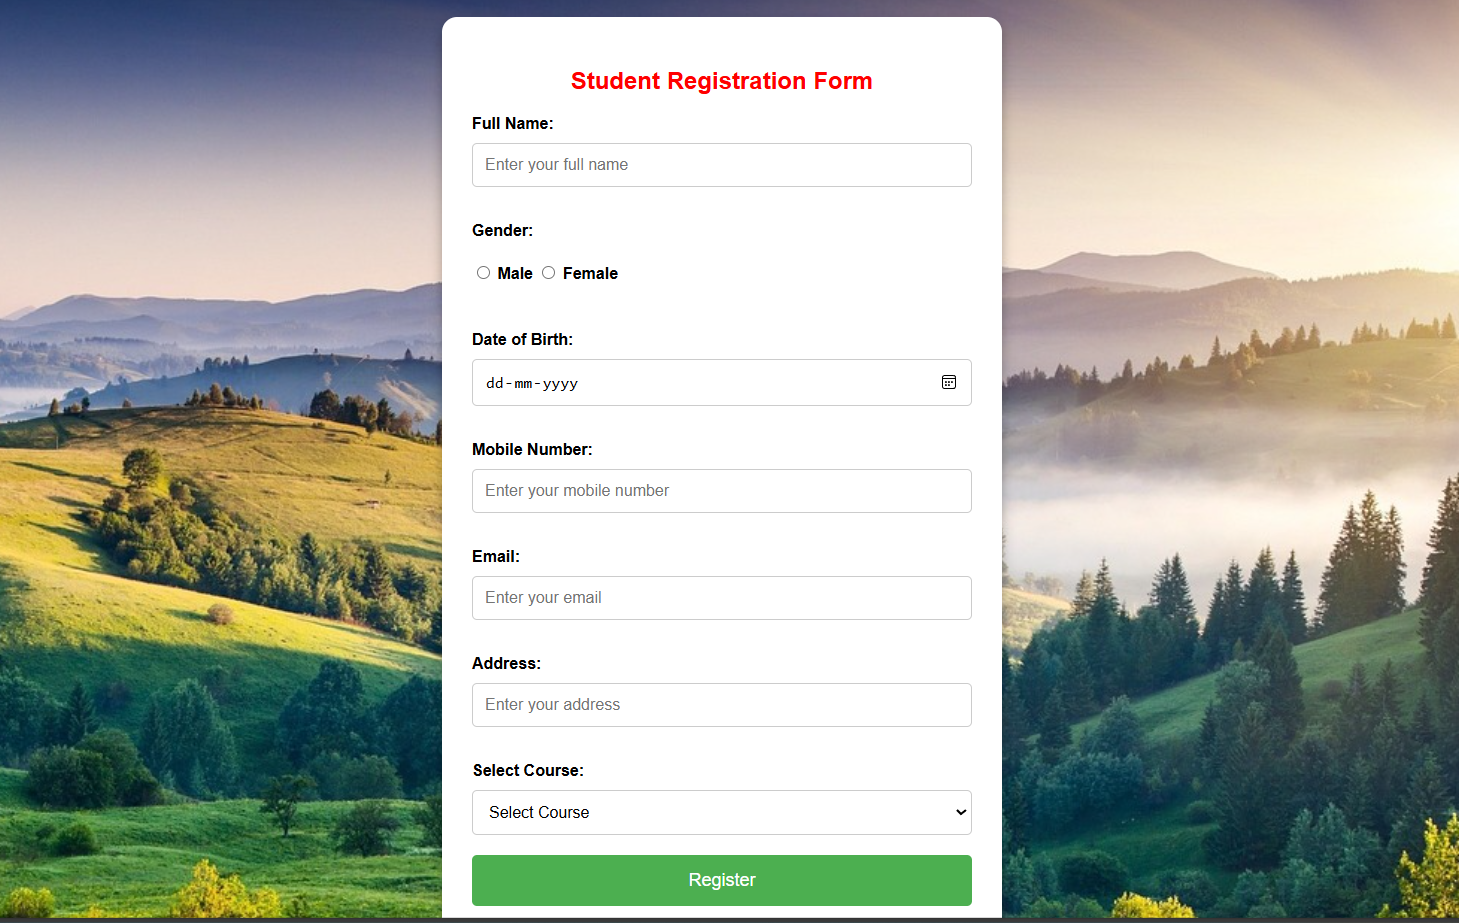 Student Registration Form
Full Name:
Enter your full name
Gender:
Male Female
Date of Birth:
dd-mm-yyyy
Mobile Number:
Enter your mobile number
Email:
Enter your email
Address:
Enter your address
Select Course:
Select Course
Register